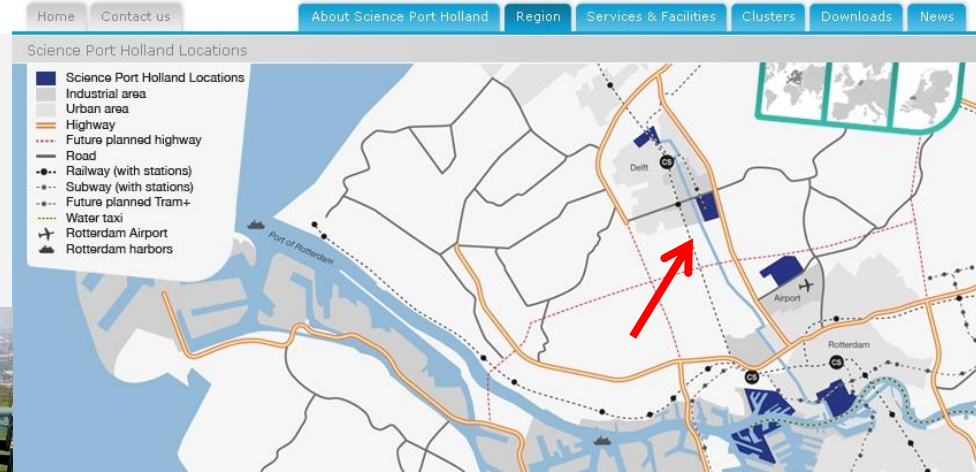 Home Contact us About Science Port Holland Region Services & Facilities Clusters Downloads News
Science Port Holland Locations
Science Port Holland Locations
Industrial area
Urban area
Highway
Future planned highway
Road
Railway (with stations)
Subway (with stations)
Future planned Tram+
Water taxi
Rotterdam Airport
Rotterdam harbors
Delft
CS
Port of Rotterdam
Airport
Rotterdam
CS
CS